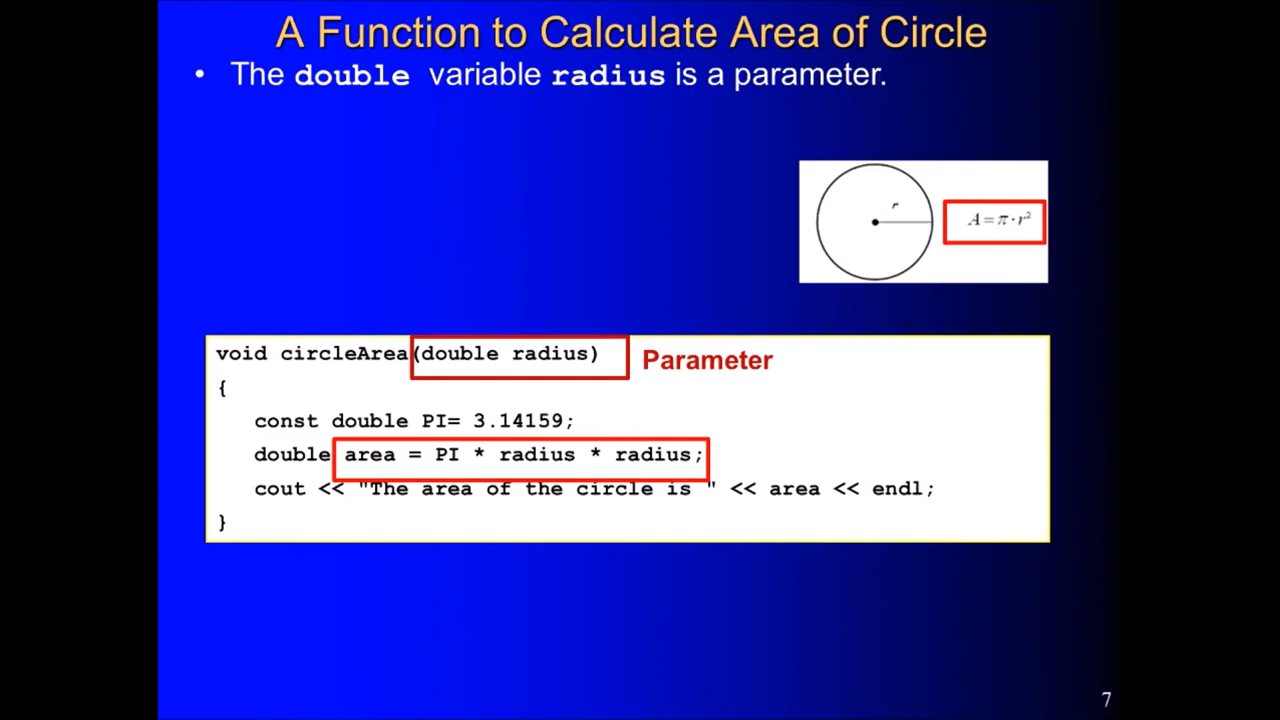 A Function to Calculate Area of Circle
• The double variable radius is a parameter.
r
A = π · r²
void circleArea(double radius)
Parameter
{
const double PI= 3.14159;
double area = PI * radius * radius;
cout << "The area of the circle is " << area << endl;
}
7